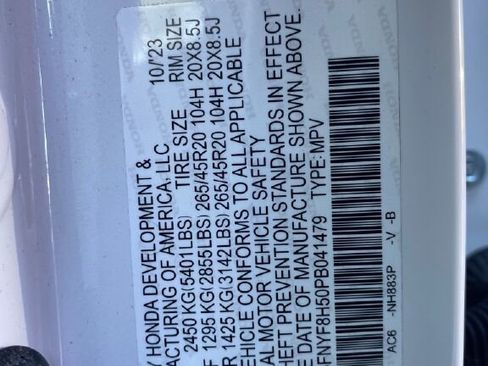 Y HONDA DEVELOPMENT &
ACTURING OF AMERICA, LLC 10/23
2450 KG(5401LBS) TIRE SIZE RIM SIZE
F 1295 KG(2855LBS) 265/45R20 104H 20X8.5J
R 1425 KG(3142LBS) 265/45R20 104H 20X8.5J
VEHICLE CONFORMS TO ALL APPLICABLE
AL MOTOR VEHICLE SAFETY
HEFT PREVENTION STANDARDS IN EFFECT
DATE OF MANUFACTURE SHOWN ABOVE.
FNYF8H50PB041479 TYPE: MPV
AC6 -NH883P -V -B